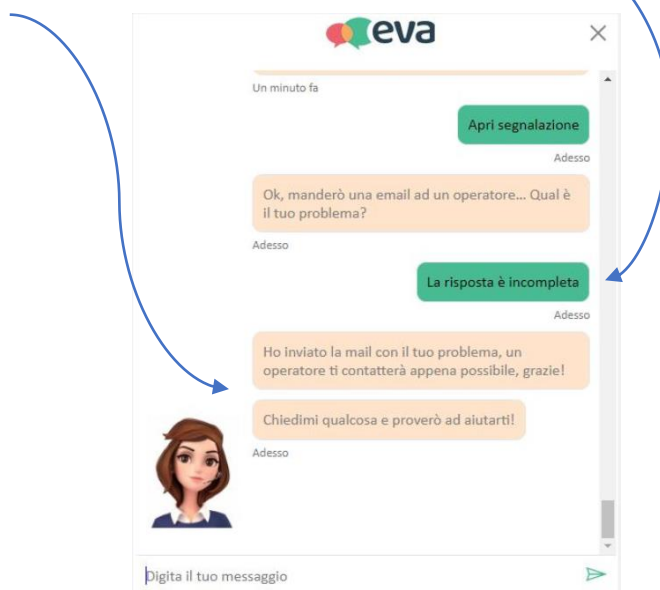 eva
Un minuto fa
Apri segnalazione
Adesso
Ok, manderò una email ad un operatore... Qual è
il tuo problema?
Adesso
La risposta è incompleta
Adesso
Ho inviato la mail con il tuo problema, un
operatore ti contatterà appena possibile, grazie!
Chiedimi qualcosa e proverò ad aiutarti!
Adesso
Digita il tuo messaggio